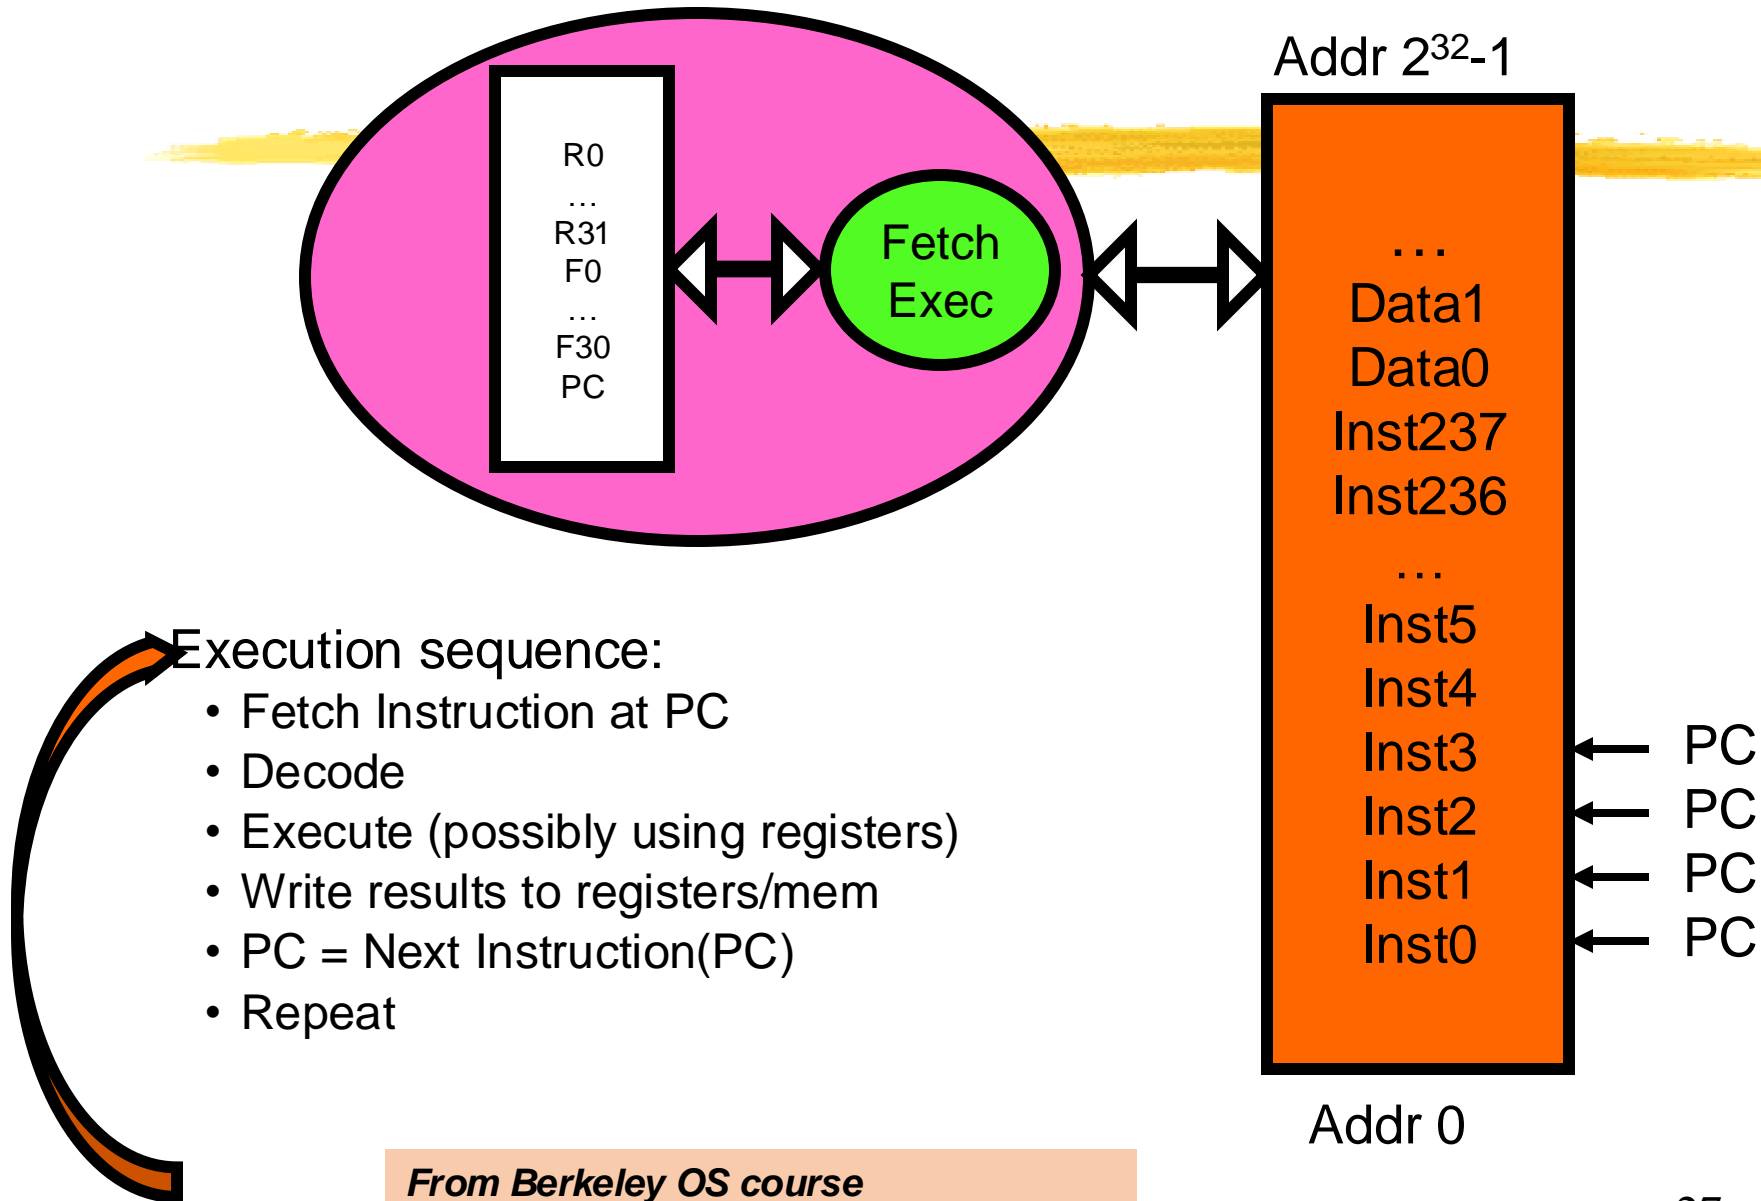 Addr 2³²-1
R0
…
R31
F0
…
F30
PC
Fetch
Exec
…
Data1
Data0
Inst237
Inst236
…
Inst5
Inst4
Inst3
Inst2
Inst1
Inst0
PC
PC
PC
PC
Addr 0
Execution sequence:
• Fetch Instruction at PC
• Decode
• Execute (possibly using registers)
• Write results to registers/mem
• PC = Next Instruction(PC)
• Repeat
From Berkeley OS course